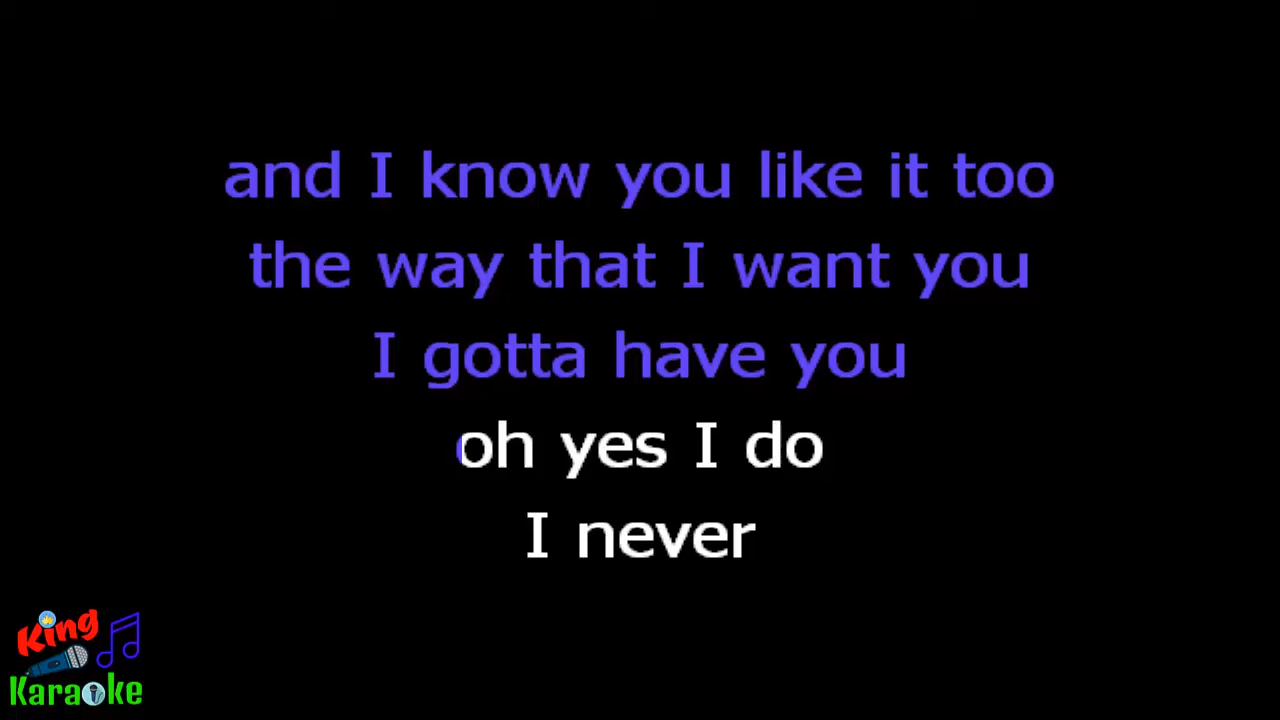 and I know you like it too
the way that I want you
I gotta have you
oh yes I do
I never
King
Karaoke